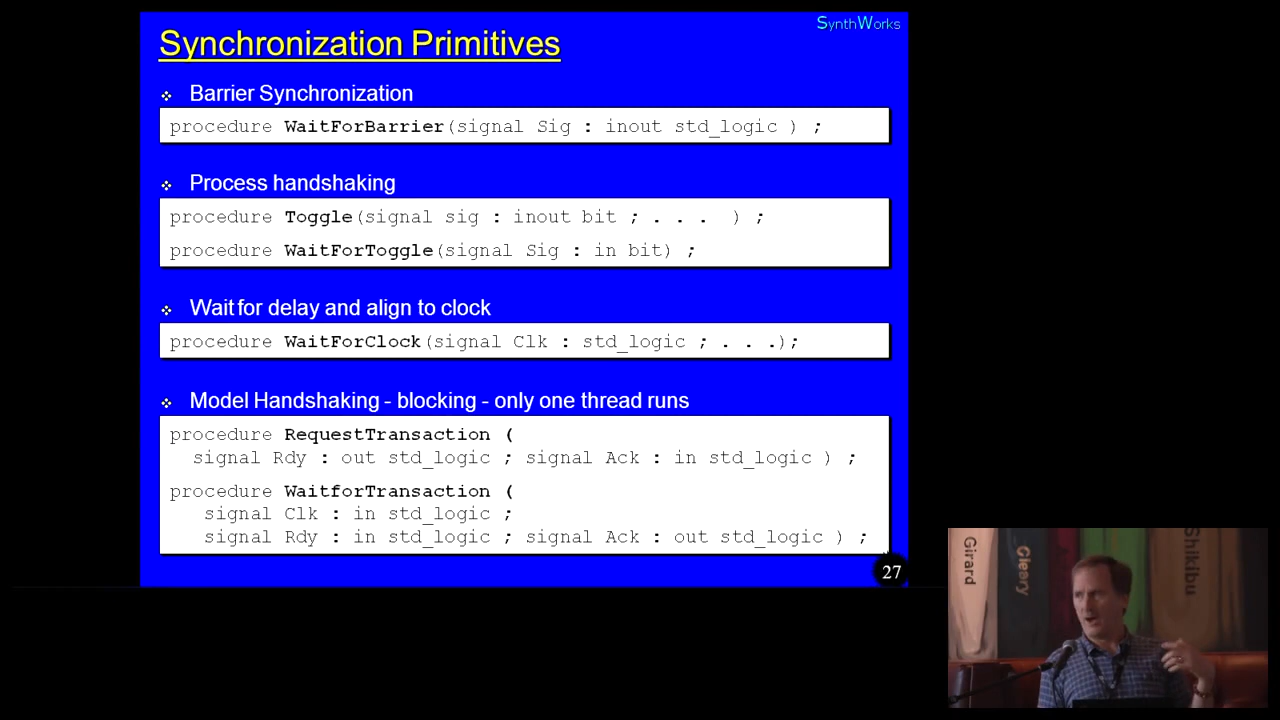 SynthWorks
Synchronization Primitives
Barrier Synchronization
procedure WaitForBarrier(signal Sig : inout std_logic ) ;
Process handshaking
procedure Toggle(signal sig : inout bit ; . . . ) ;
procedure WaitForToggle(signal Sig : in bit) ;
Wait for delay and align to clock
procedure WaitForClock(signal Clk : std_logic ; . . .);
Model Handshaking - blocking - only one thread runs
procedure RequestTransaction (
signal Rdy : out std_logic ; signal Ack : in std_logic ) ;
procedure WaitforTransaction (
signal Clk : in std_logic ;
signal Rdy : in std_logic ; signal Ack : out std_logic ) ;
27
Girard
Cleary
Shikibu